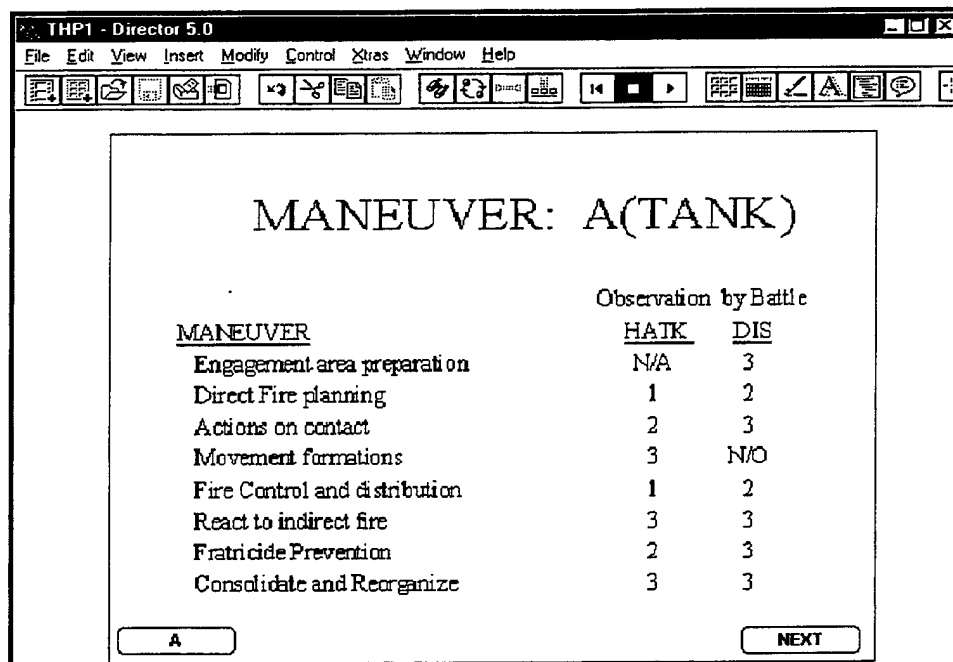 THP1 - Director 5.0
File Edit View Insert Modify Control Xtras Window Help
MANEUVER: A(TANK)
Observation by Battle
MANEUVER HATK DIS
Engagement area preparation N/A 3
Direct Fire planning 1 2
Actions on contact 2 3
Movement formations 3 N/O
Fire Control and distribution 1 2
React to indirect fire 3 3
Fratricide Prevention 2 3
Consolidate and Reorganize 3 3
A NEXT